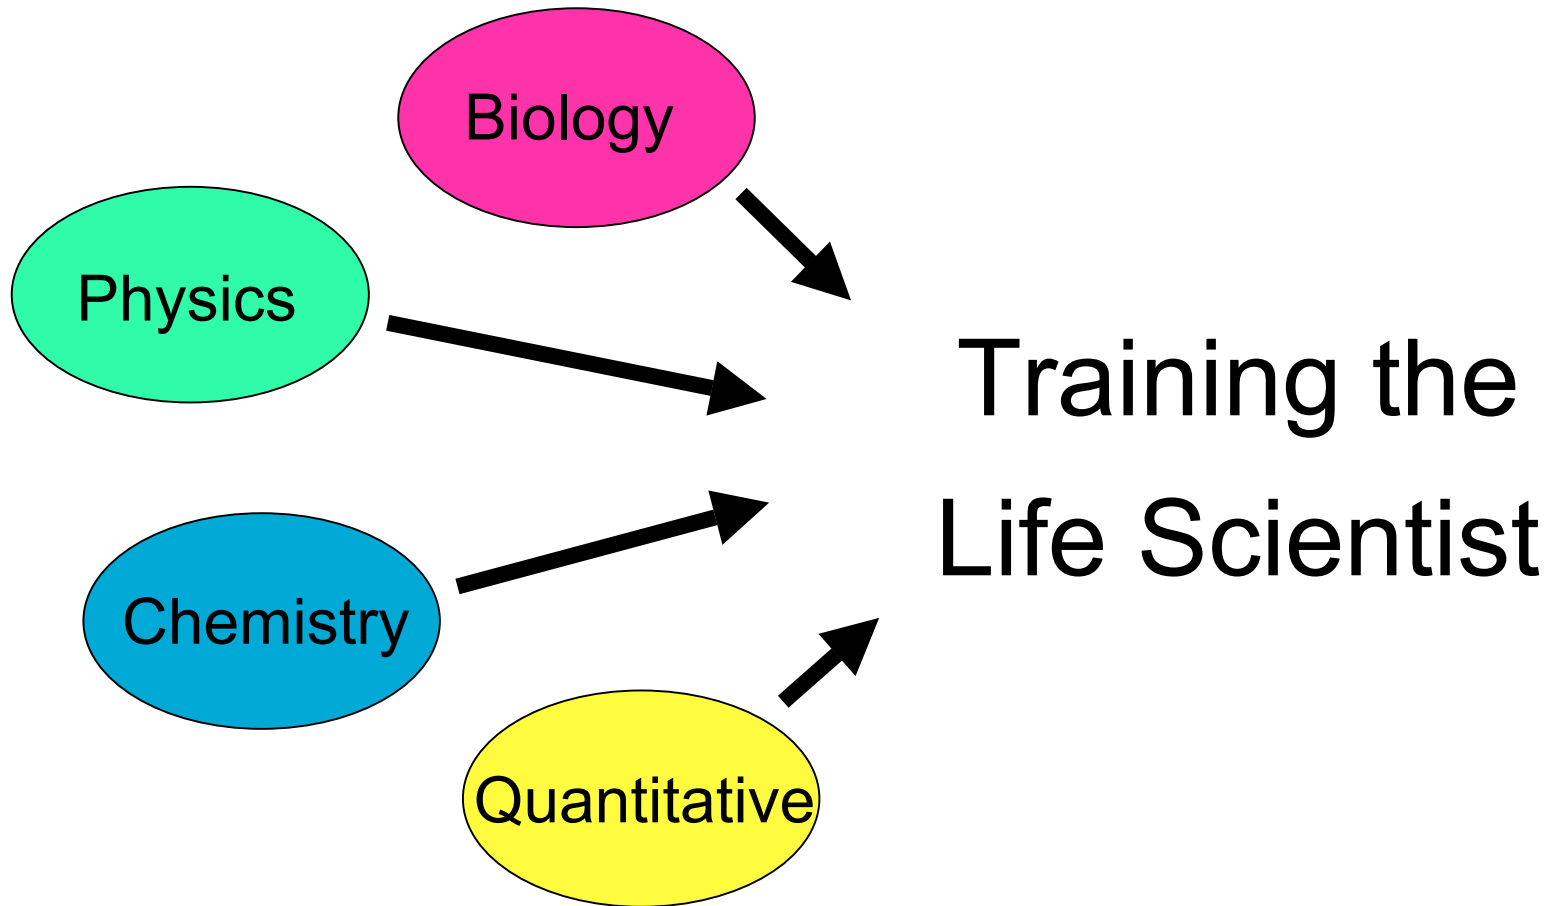 Biology
Physics
Training the
Life Scientist
Chemistry
Quantitative